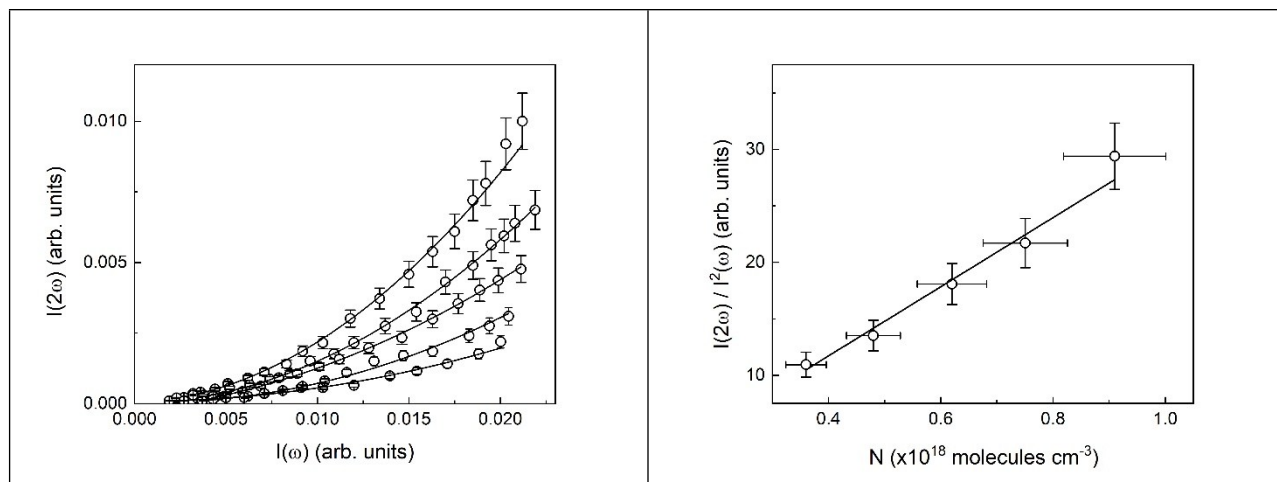 I(2ω) (arb. units)
0.010
0.005
0.000
0.000 0.005 0.010 0.015 0.020
I(ω) (arb. units)
I(2ω) / I²(ω) (arb. units)
30
20
10
0.4 0.6 0.8 1.0
N (x10¹⁸ molecules cm⁻³)